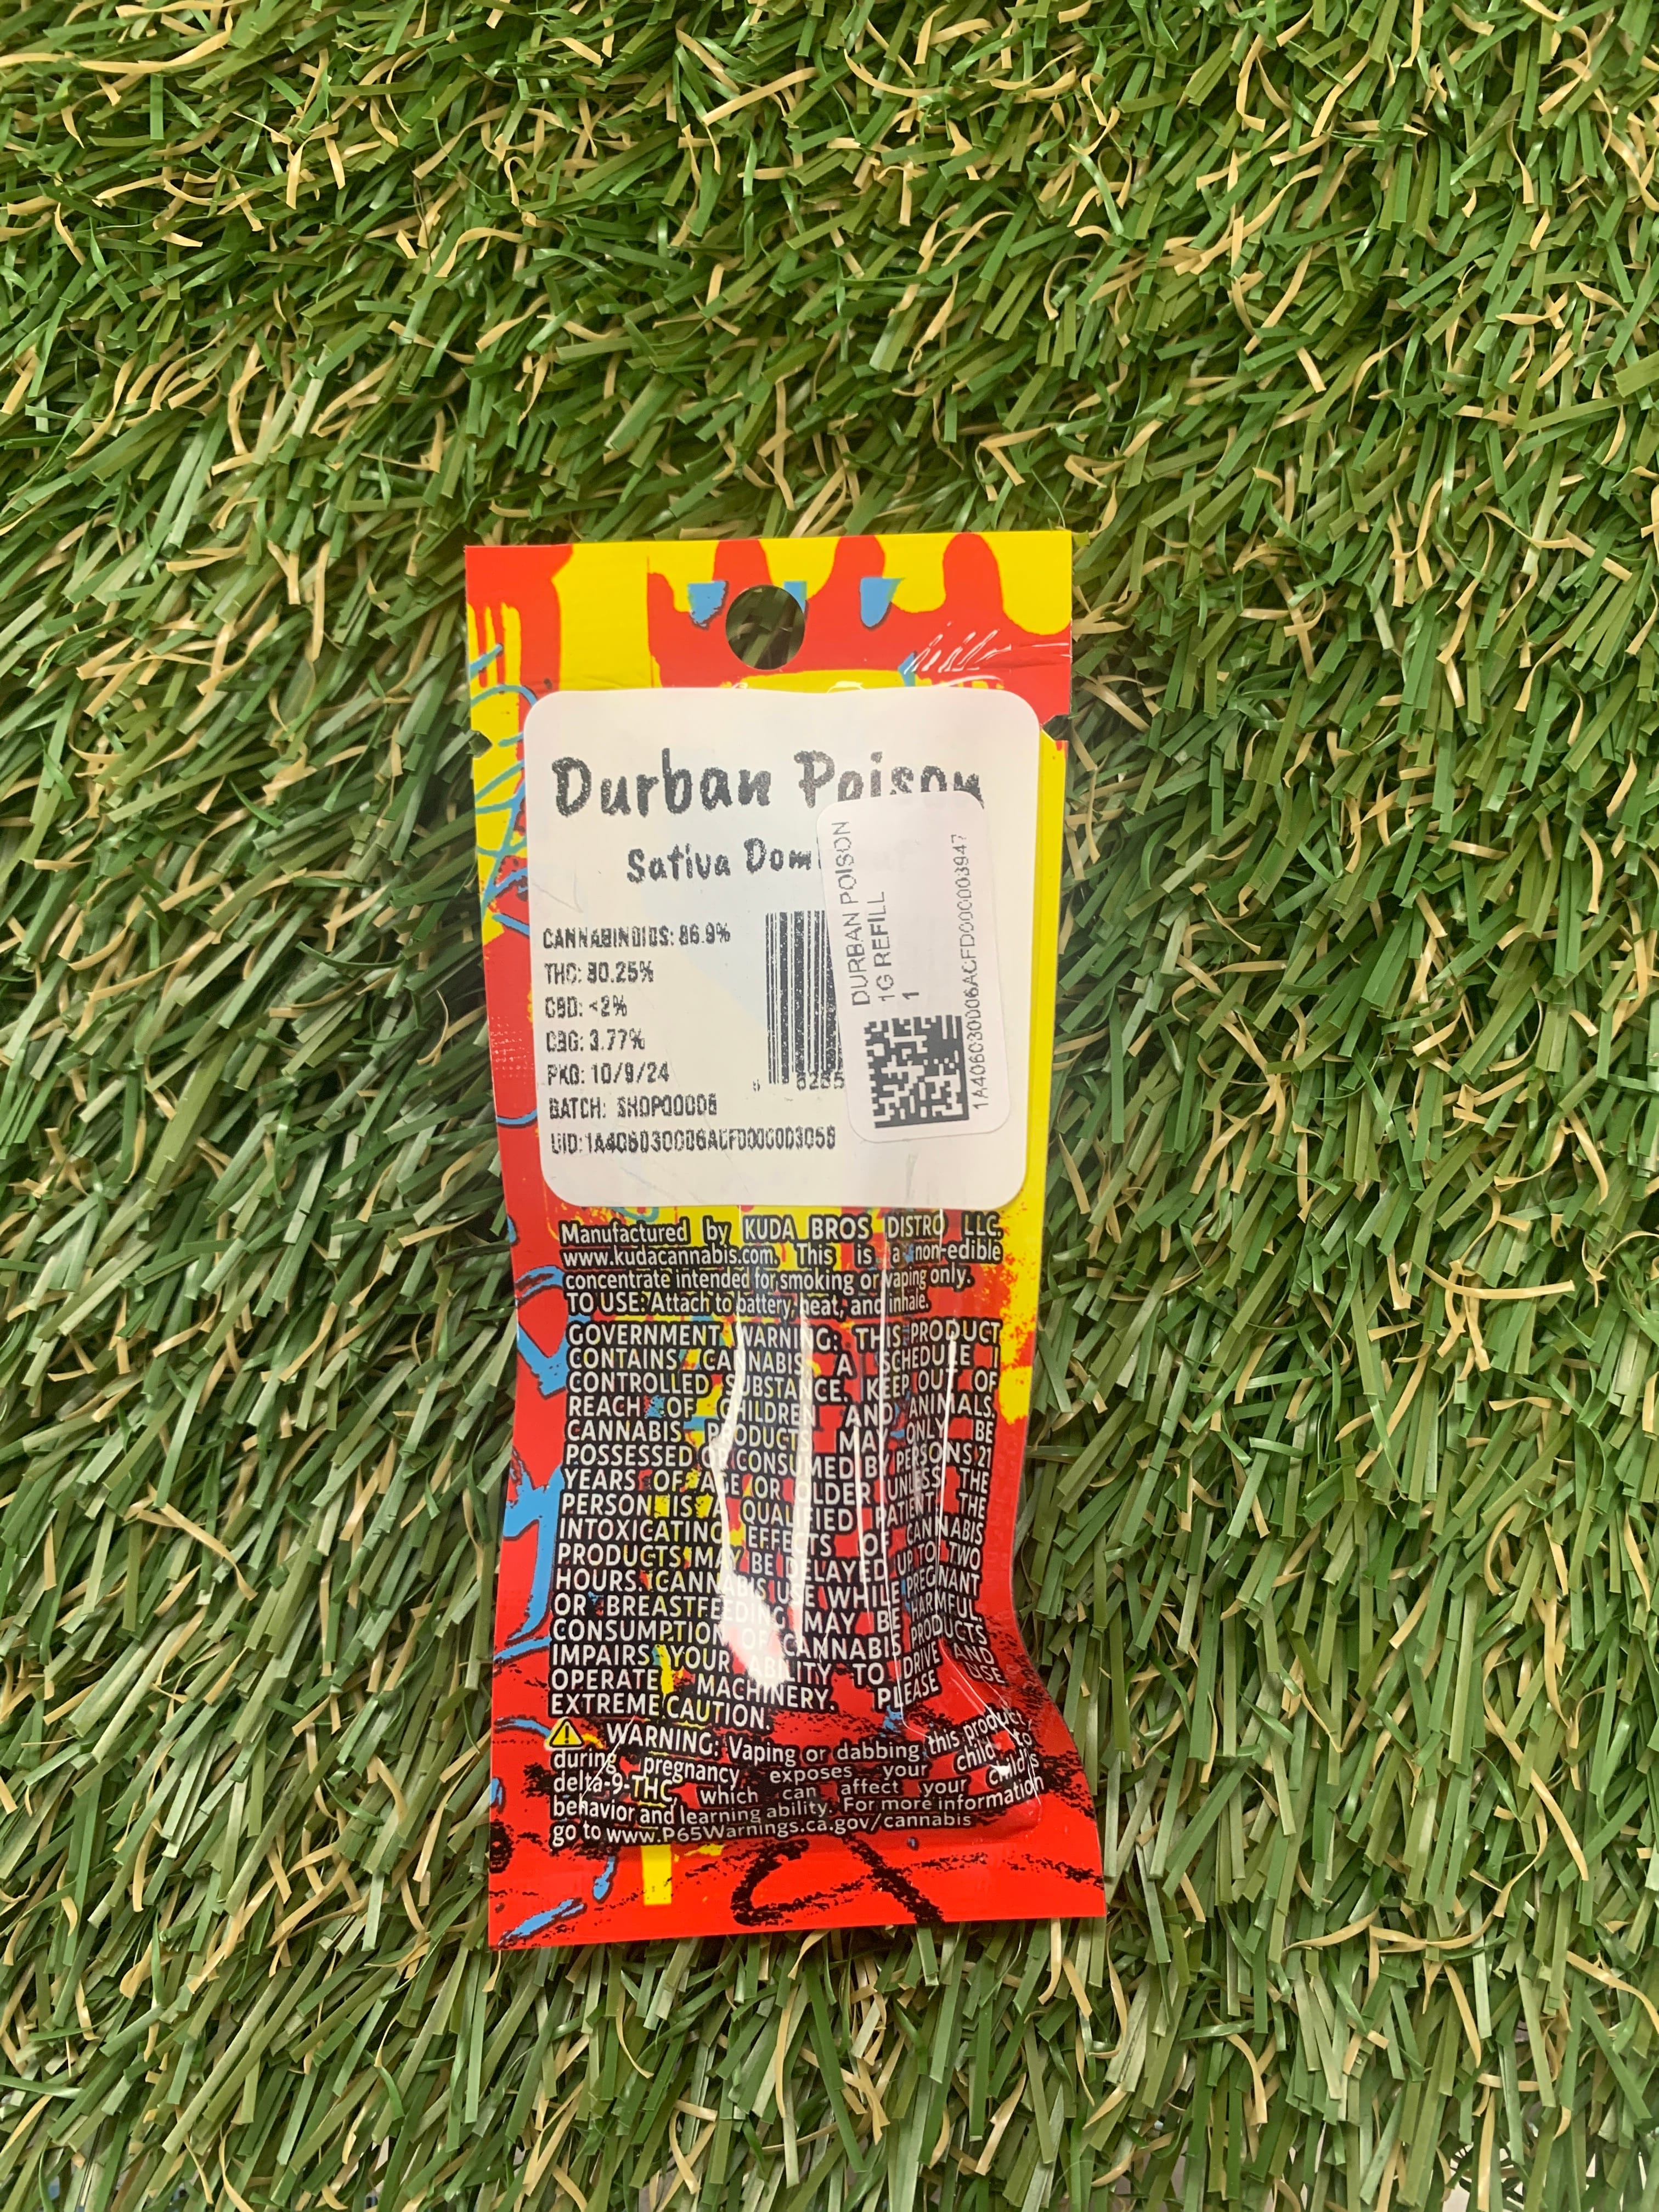 Durban Poison
Sativa Dom
CANNABINOIDS: 86.9%
THC: 80.25%
CBD: <2%
CBG: 3.77%
PKG: 10/9/24
BATCH:
DURBAN POISON
1G REFILL
1
1A4060300D6ACFD000003947
Manufactured by KUDA BROS DISTRO LLC.
www.kudacannabis.com. This is a non-edible
concentrate intended for smoking or vaping only.
TO USE: Attach to battery, heat, and inhale.
GOVERNMENT WARNING: THIS PRODUCT
CONTAINS CANNABIS, A SCHEDULE I
CONTROLLED SUBSTANCE. KEEP OUT OF
REACH OF CHILDREN AND ANIMALS.
CANNABIS PRODUCTS MAY ONLY BE
POSSESSED OR CONSUMED BY PERSONS 21
YEARS OF AGE OR OLDER UNLESS THE
PERSON IS A QUALIFIED PATIENT. THE
INTOXICATING EFFECTS OF CANNABIS
PRODUCTS MAY BE DELAYED UP TO TWO
HOURS. CANNABIS USE WHILE PREGNANT
OR BREASTFEEDING MAY BE HARMFUL.
CONSUMPTION OF CANNABIS PRODUCTS
IMPAIRS YOUR ABILITY TO DRIVE AND
OPERATE MACHINERY. PLEASE USE
EXTREME CAUTION.
WARNING: Vaping or dabbing this product
during pregnancy exposes your child to
delta-9-THC, which can affect your child's
behavior and learning ability. For more information
go to www.P65Warnings.ca.gov/cannabis